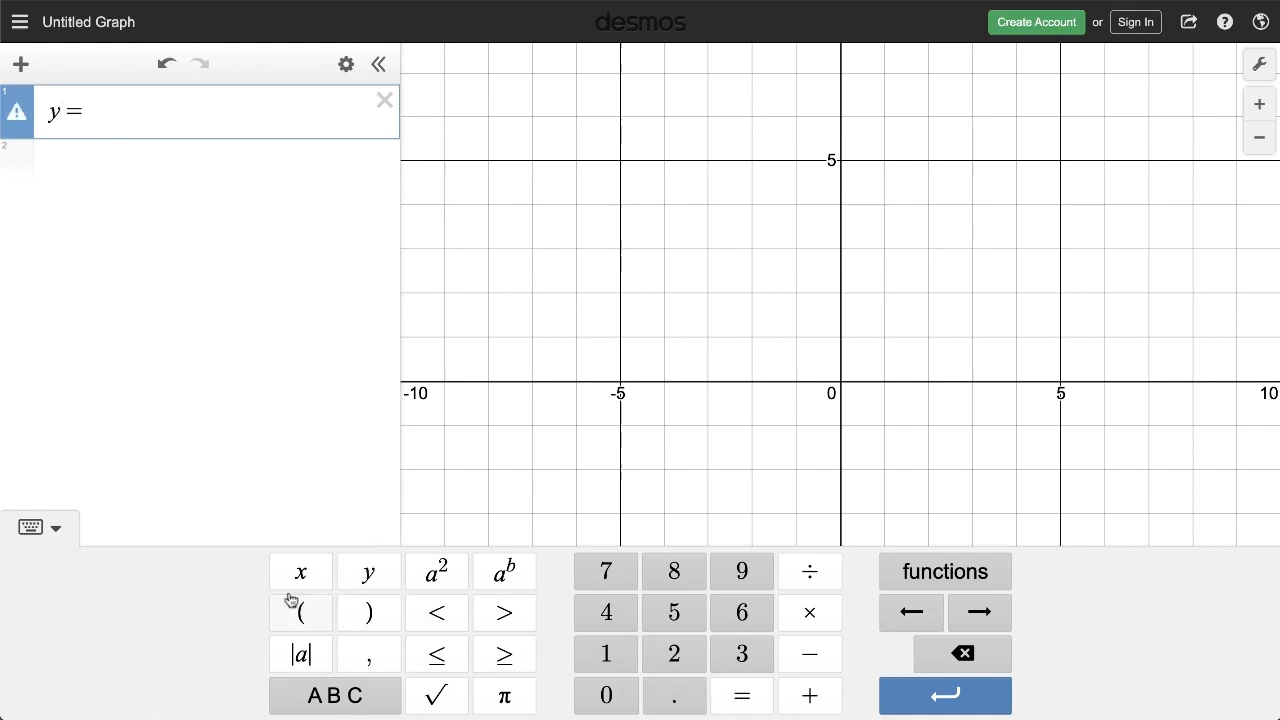 Untitled Graph
desmos
Create Account or Sign In
1
y =
2
5
-10 -5 0 5 10
x y a² aᵇ 7 8 9 ÷ functions
( ) < > 4 5 6 × ← →
|a| , ≤ ≥ 1 2 3 −
A B C √ π 0 . = +